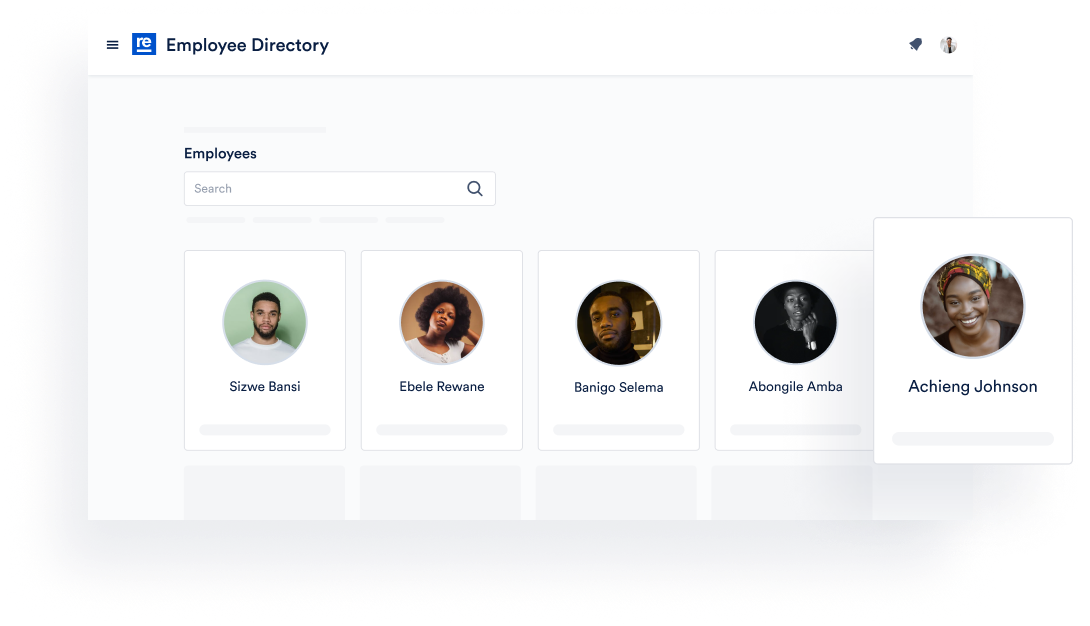 re Employee Directory
Employees
Search
Sizwe Bansi
Ebele Rewane
Banigo Selema
Abongile Amba
Achieng Johnson